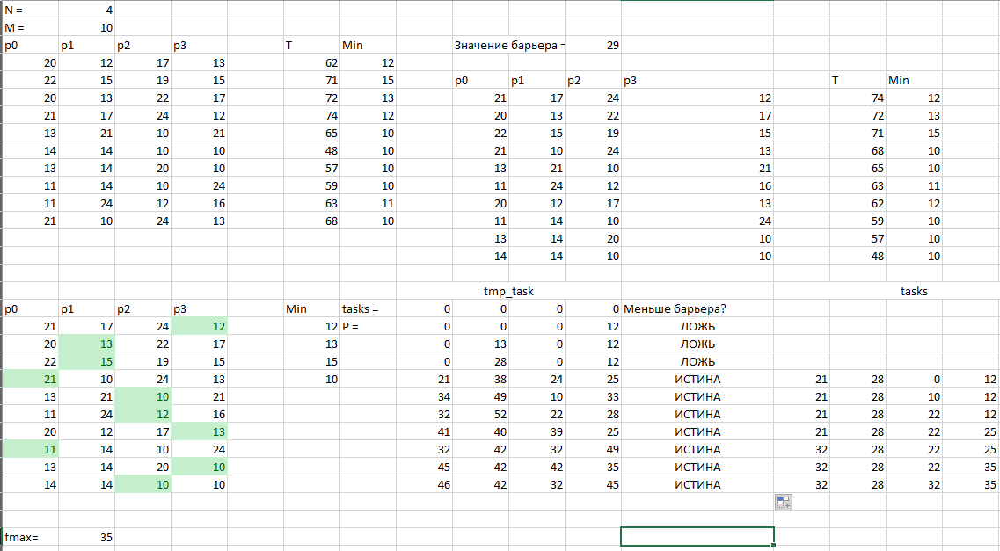 N = 4
M = 10
p0 p1 p2 p3 T Min Значение барьера = 29
20 12 17 13 62 12
22 15 19 15 71 15 p0 p1 p2 p3 T Min
20 13 22 17 72 13 21 17 24 12 74 12
21 17 24 12 74 12 20 13 22 17 72 13
13 21 10 21 65 10 22 15 19 15 71 15
14 14 10 10 48 10 21 10 24 13 68 10
13 14 20 10 57 10 13 21 10 21 65 10
11 14 10 24 59 10 11 24 12 16 63 11
11 24 12 16 63 11 20 12 17 13 62 12
21 10 24 13 68 10 11 14 10 24 59 10
13 14 20 10 57 10
14 14 10 10 48 10
tmp_task tasks
p0 p1 p2 p3 Min tasks = 0 0 0 0 Меньше барьера?
21 17 24 12 12 P = 0 0 0 12 ЛОЖЬ
20 13 22 17 13 0 13 0 12 ЛОЖЬ
22 15 19 15 15 0 28 0 12 ЛОЖЬ
21 10 24 13 10 21 38 24 25 ИСТИНА 21 28 0 12
13 21 10 21 34 49 10 33 ИСТИНА 21 28 10 12
11 24 12 16 32 52 22 28 ИСТИНА 21 28 22 12
20 12 17 13 41 40 39 25 ИСТИНА 21 28 22 25
11 14 10 24 32 42 32 49 ИСТИНА 32 28 22 25
13 14 20 10 45 42 42 35 ИСТИНА 32 28 22 35
14 14 10 10 46 42 32 45 ИСТИНА 32 28 32 35
fmax= 35